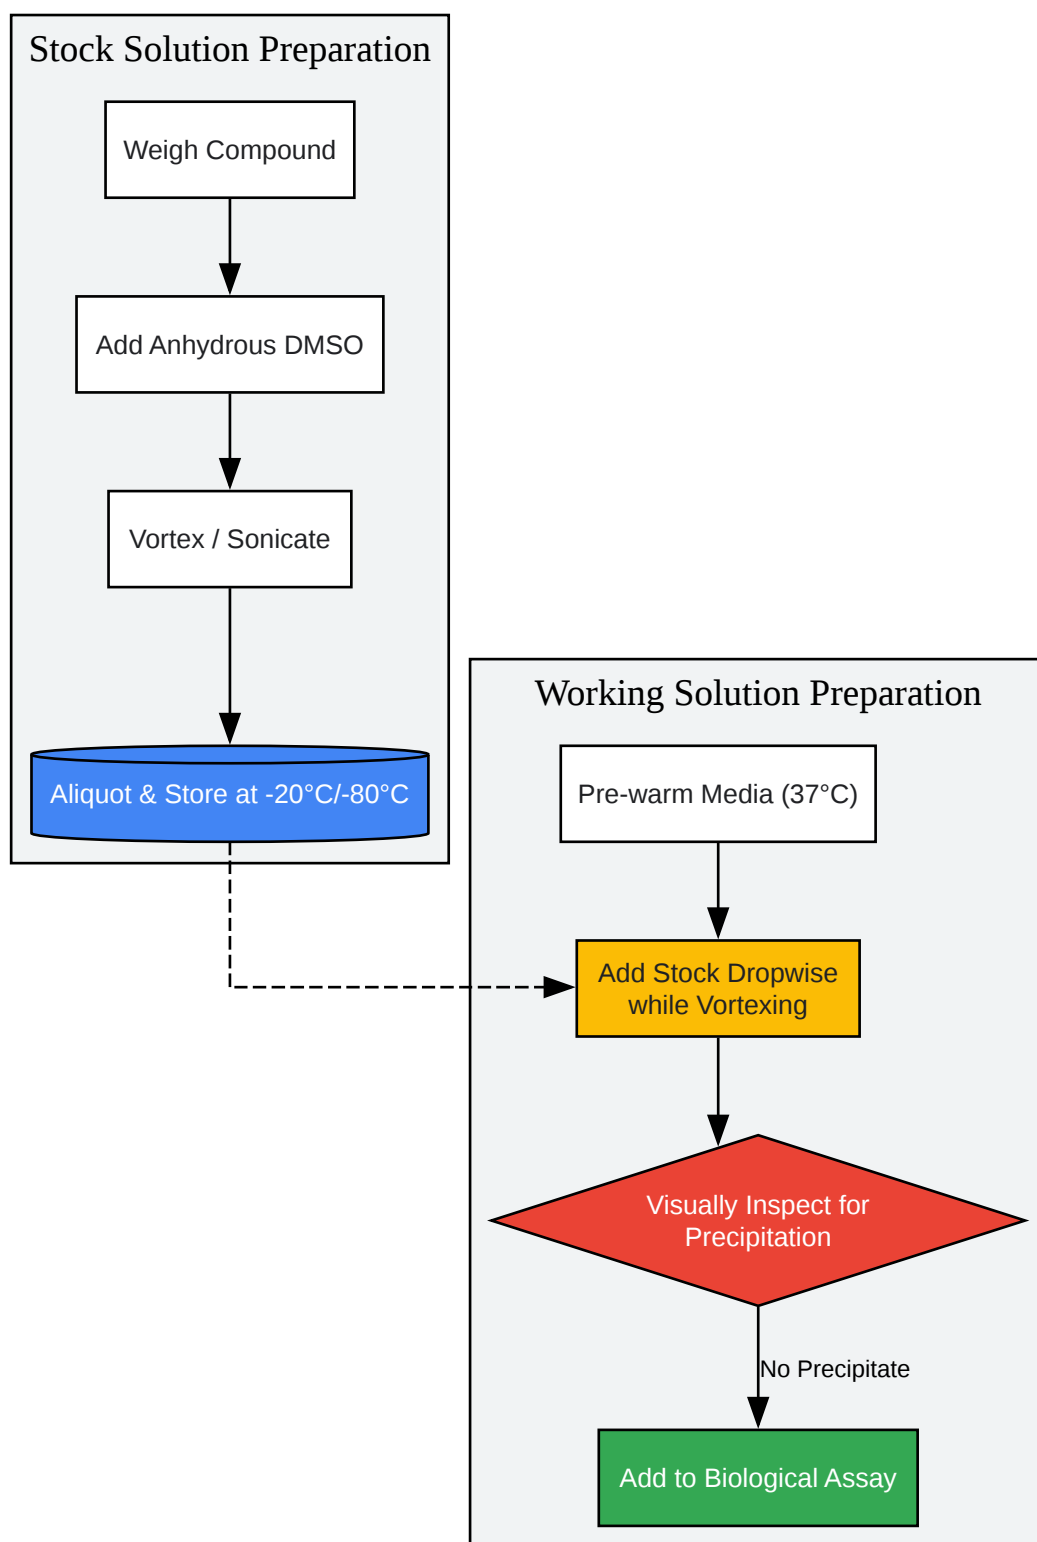 Stock Solution Preparation
Weigh Compound
Add Anhydrous DMSO
Vortex / Sonicate
Aliquot & Store at -20°C/-80°C
Working Solution Preparation
Pre-warm Media (37°C)
Add Stock Dropwise
while Vortexing
Visually Inspect for
Precipitation
No Precipitate
Add to Biological Assay